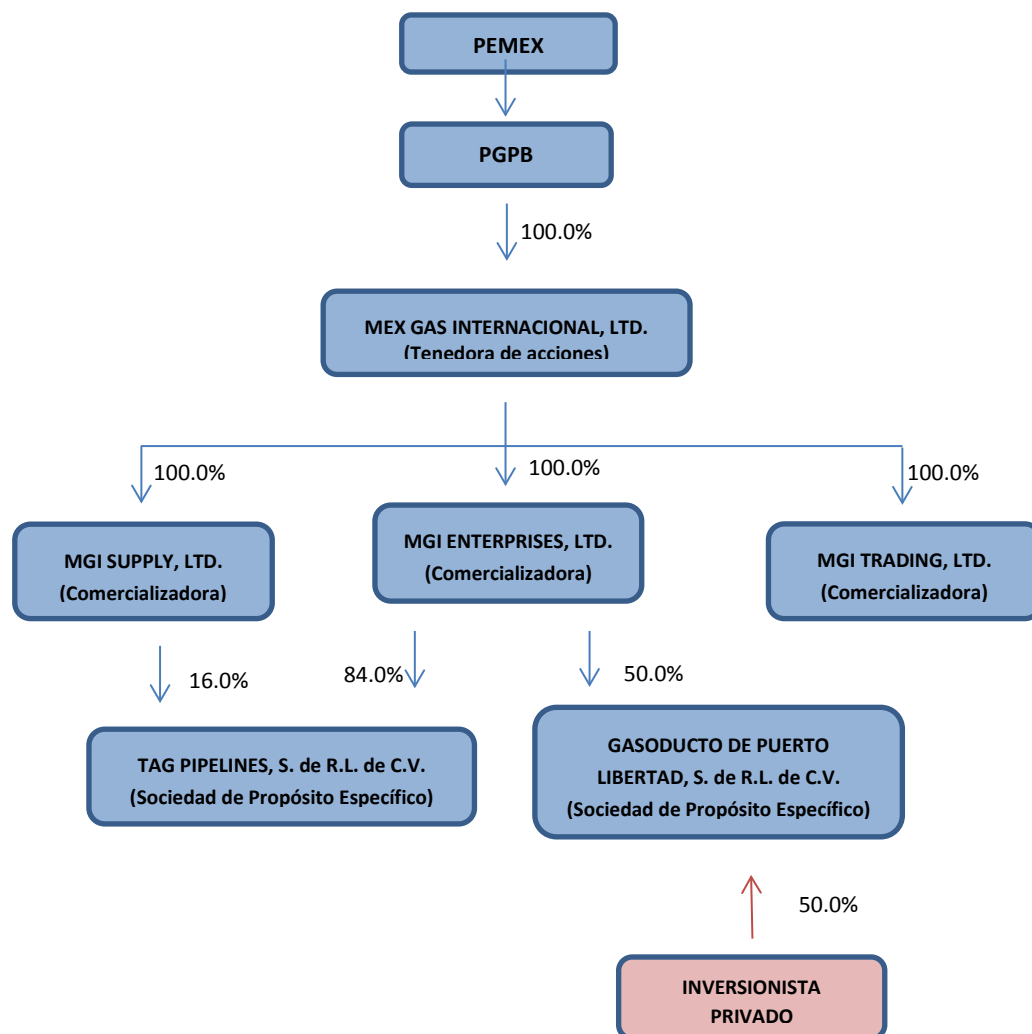 PEMEX
PGPB
100.0%
MEX GAS INTERNACIONAL, LTD.
(Tenedora de acciones)
100.0%
100.0%
100.0%
MGI SUPPLY, LTD.
(Comercializadora)
MGI ENTERPRISES, LTD.
(Comercializadora)
MGI TRADING, LTD.
(Comercializadora)
16.0%
84.0%
50.0%
TAG PIPELINES, S. de R.L. de C.V.
(Sociedad de Propósito Específico)
GASODUCTO DE PUERTO
LIBERTAD, S. de R.L. de C.V.
(Sociedad de Propósito Específico)
50.0%
INVERSIONISTA
PRIVADO